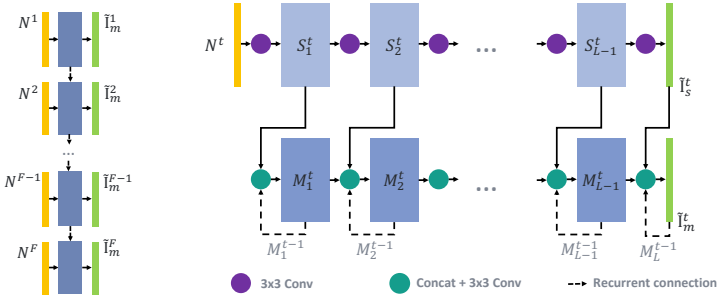 N^1 Ĩ_m^1
N^2 Ĩ_m^2
...
N^{F-1} Ĩ_m^{F-1}
N^F Ĩ_m^F
N^t S_1^t S_2^t ... S_{L-1}^t Ĩ_s^t
M_1^t M_2^t ... M_{L-1}^t Ĩ_m^t
M_1^{t-1} M_2^{t-1} M_{L-1}^{t-1} M_L^{t-1}
3x3 Conv Concat + 3x3 Conv Recurrent connection